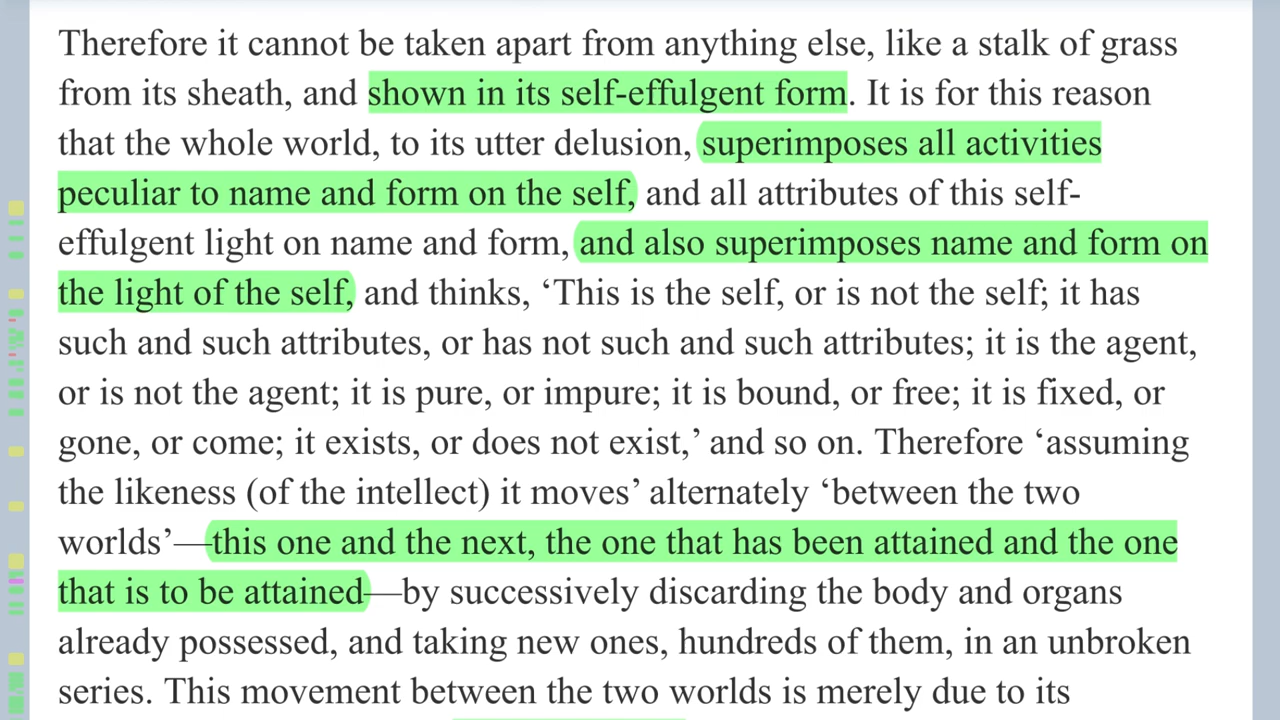 Therefore it cannot be taken apart from anything else, like a stalk of grass
from its sheath, and shown in its self-effulgent form. It is for this reason
that the whole world, to its utter delusion, superimposes all activities
peculiar to name and form on the self, and all attributes of this self-
effulgent light on name and form, and also superimposes name and form on
the light of the self, and thinks, ‘This is the self, or is not the self; it has
such and such attributes, or has not such and such attributes; it is the agent,
or is not the agent; it is pure, or impure; it is bound, or free; it is fixed, or
gone, or come; it exists, or does not exist,’ and so on. Therefore ‘assuming
the likeness (of the intellect) it moves’ alternately ‘between the two
worlds’—this one and the next, the one that has been attained and the one
that is to be attained—by successively discarding the body and organs
already possessed, and taking new ones, hundreds of them, in an unbroken
series. This movement between the two worlds is merely due to its